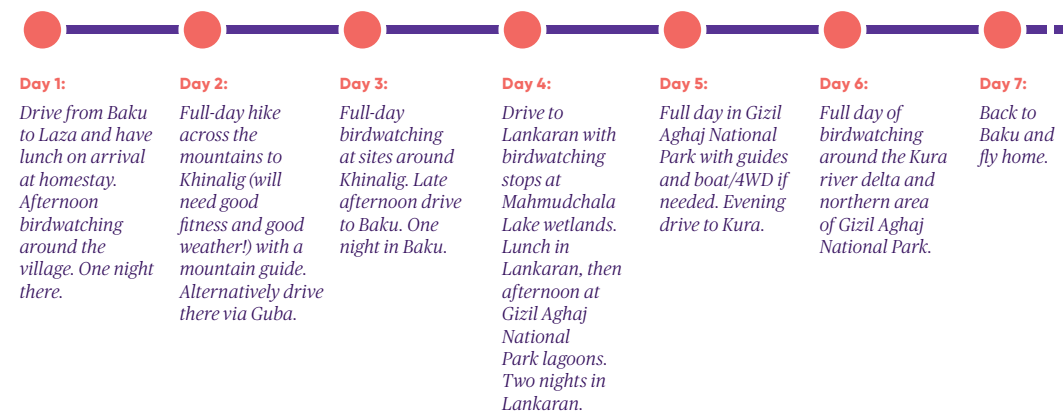 Day 1:
Drive from Baku
to Laza and have
lunch on arrival
at homestay.
Afternoon
birdwatching
around the
village. One night
there.
Day 2:
Full-day hike
across the
mountains to
Khinalig (will
need good
fitness and good
weather!) with a
mountain guide.
Alternatively drive
there via Guba.
Day 3:
Full-day
birdwatching
at sites around
Khinalig. Late
afternoon drive
to Baku. One
night in Baku.
Day 4:
Drive to
Lankaran with
birdwatching
stops at
Mahmudchala
Lake wetlands.
Lunch in
Lankaran, then
afternoon at
Gizil Aghaj
National
Park lagoons.
Two nights in
Lankaran.
Day 5:
Full day in Gizil
Aghaj National
Park with guides
and boat/4WD if
needed. Evening
drive to Kura.
Day 6:
Full day of
birdwatching
around the Kura
river delta and
northern area
of Gizil Aghaj
National Park.
Day 7:
Back to
Baku and
fly home.